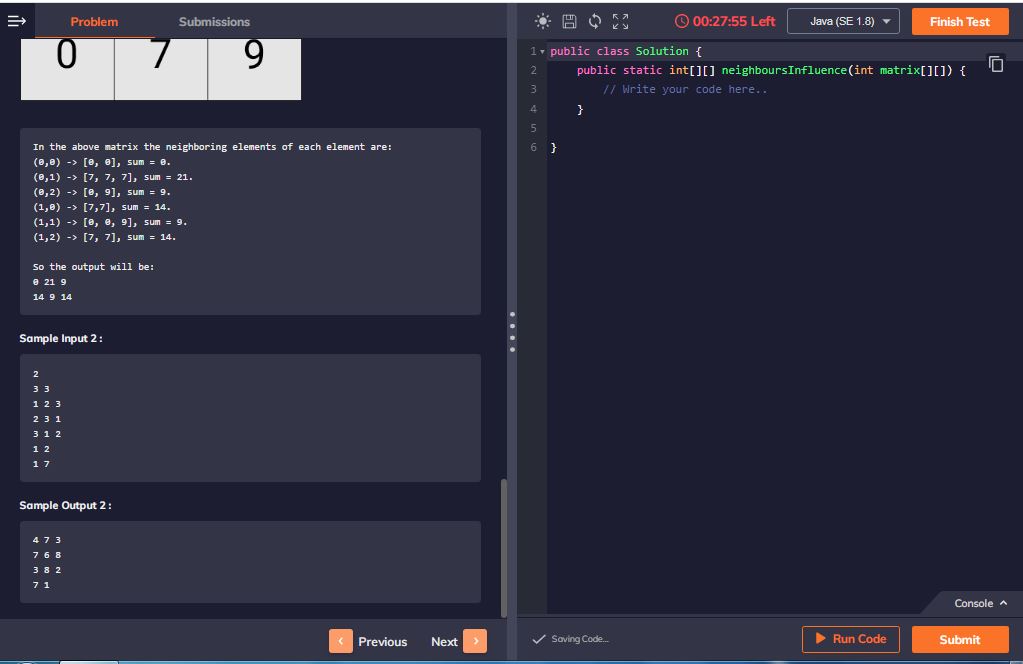 Problem
Submissions
0 7 9
In the above matrix the neighboring elements of each element are:
(0,0) -> [0, 0], sum = 0.
(0,1) -> [7, 7, 7], sum = 21.
(0,2) -> [0, 9], sum = 9.
(1,0) -> [7,7], sum = 14.
(1,1) -> [0, 0, 9], sum = 9.
(1,2) -> [7, 7], sum = 14.
So the output will be:
0 21 9
14 9 14
Sample Input 2 :
2
3 3
1 2 3
2 3 1
3 1 2
1 2
1 7
Sample Output 2 :
4 7 3
7 6 8
3 8 2
7 1
Previous
Next
00:27:55 Left
Java (SE 1.8)
Finish Test
1 public class Solution {
2 public static int[][] neighboursInfluence(int matrix[][]) {
3 // Write your code here..
4 }
5
6 }
Console
Saving Code...
Run Code
Submit